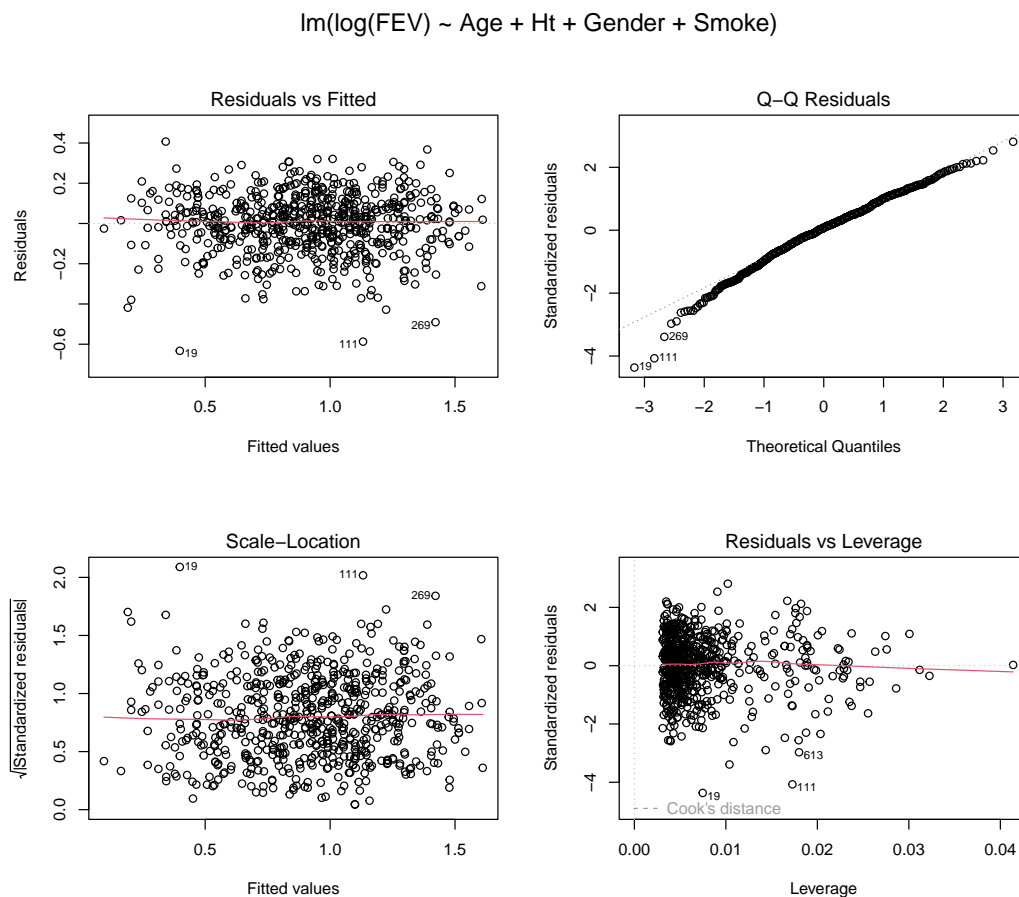 lm(log(FEV) ~ Age + Ht + Gender + Smoke)
Residuals vs Fitted
Residuals
0.4
0.2
−0.2
−0.6
19
111
269
0.5 1.0 1.5
Fitted values
Q−Q Residuals
Standardized residuals
2
0
−2
−4
269
111
19
−3 −2 −1 0 1 2 3
Theoretical Quantiles
Scale−Location
√|Standardized residuals|
2.0
1.5
1.0
0.5
0.0
19
111
269
0.5 1.0 1.5
Fitted values
Residuals vs Leverage
Standardized residuals
2
0
−2
−4
613
111
19
Cook's distance
0.00 0.01 0.02 0.03 0.04
Leverage